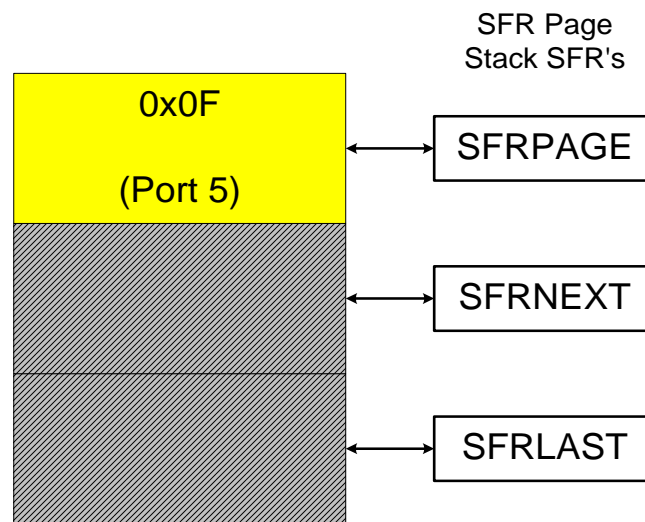 SFR Page
Stack SFR's
0x0F
(Port 5)
SFRPAGE
SFRNEXT
SFRLAST